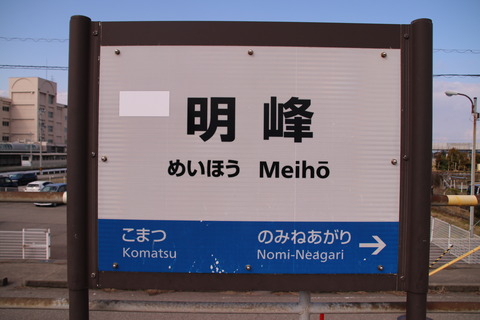 明峰
めいほう Meihō
こまつ のみねあがり →
Komatsu Nomi-Neagari